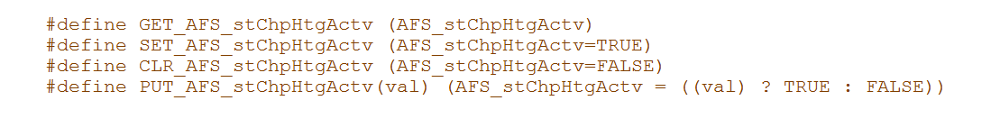 #define GET_AFS_stChpHtgActv (AFS_stChpHtgActv)
#define SET_AFS_stChpHtgActv (AFS_stChpHtgActv=TRUE)
#define CLR_AFS_stChpHtgActv (AFS_stChpHtgActv=FALSE)
#define PUT_AFS_stChpHtgActv(val) (AFS_stChpHtgActv = ((val) ? TRUE : FALSE))